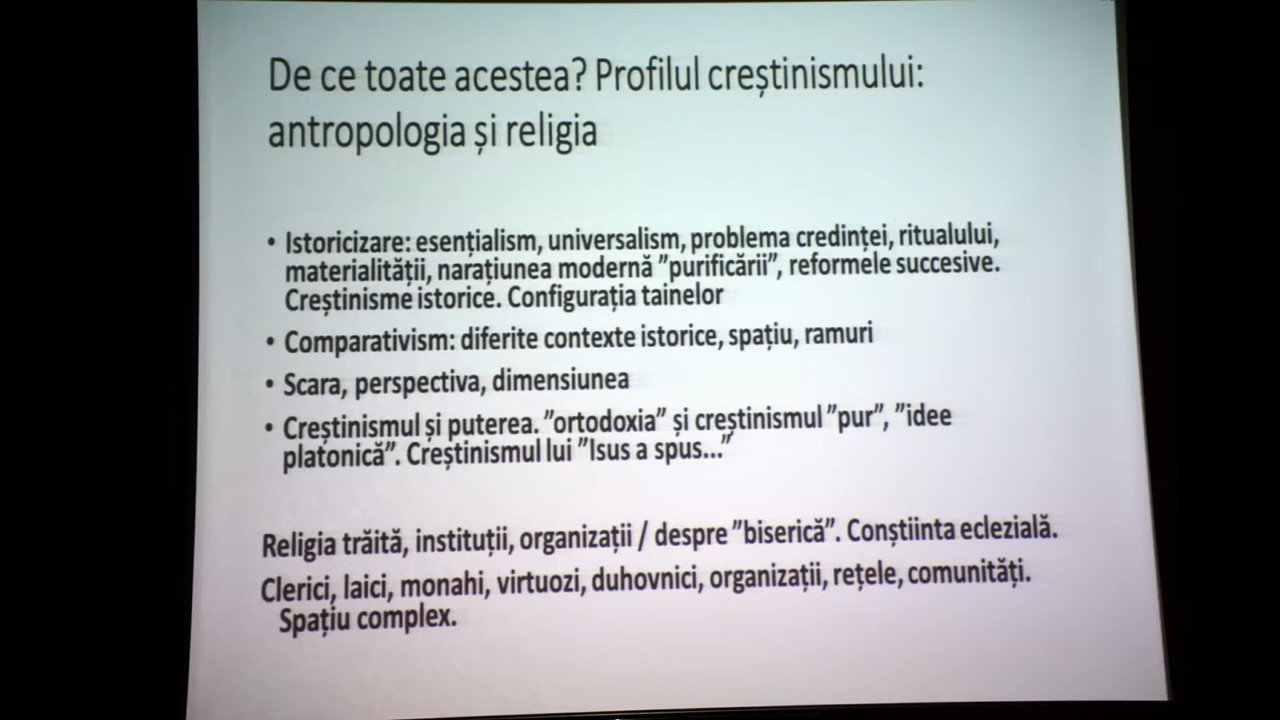 De ce toate acestea? Profilul creștinismului:
antropologia și religia
• Istoricizare: esențialism, universalism, problema credinței, ritualului,
materialității, narațiunea modernă ”purificării”, reformele succesive.
Creștinisme istorice. Configurația tainelor
• Comparativism: diferite contexte istorice, spațiu, ramuri
• Scara, perspectiva, dimensiunea
• Creștinismul și puterea. ”ortodoxia” și creștinismul ”pur”, ”idee
platonică”. Creștinismul lui ”Isus a spus...”
Religia trăită, instituții, organizații / despre ”biserică”. Conștiinta eclezială.
Clerici, laici, monahi, virtuozi, duhovnici, organizații, rețele, comunități.
Spațiu complex.